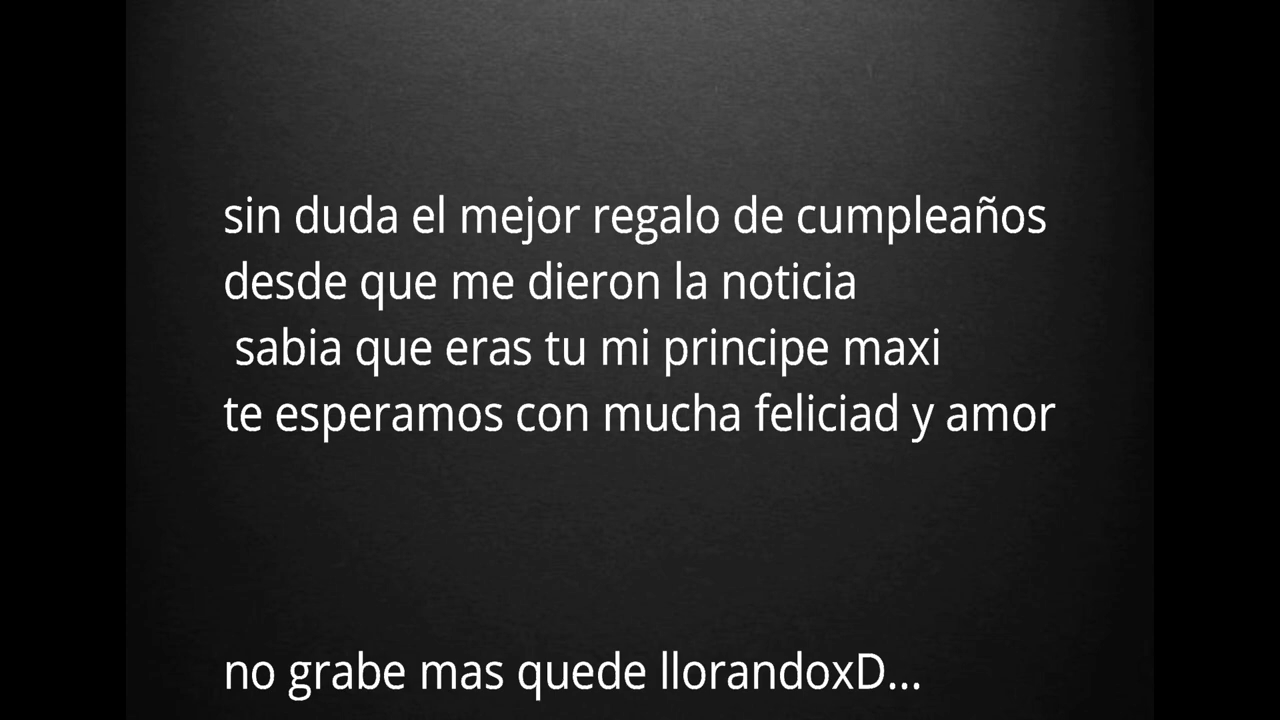 sin duda el mejor regalo de cumpleaños
desde que me dieron la noticia
sabia que eras tu mi principe maxi
te esperamos con mucha feliciad y amor
no grabe mas quede llorandoxD...